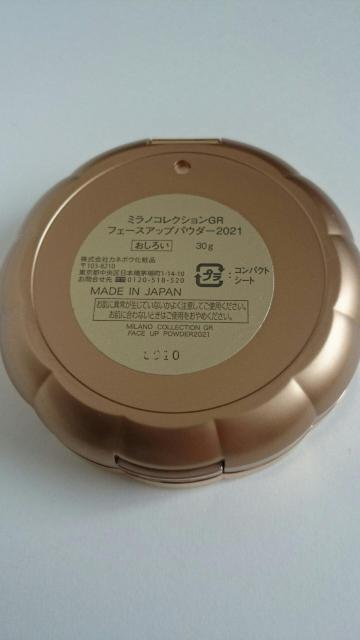 ミラノコレクションGR
フェースアップパウダー2021
おしろい 30g
株式会社カネボウ化粧品
〒103-8210
東京都中央区日本橋茅場町1-14-10
お問合せ先 0120-518-520
プラ : コンパクト
シート
MADE IN JAPAN
お肌に異常が生じていないかよく注意してご使用ください。
お肌に合わないときはご使用をおやめください。
MILANO COLLECTION GR
FACE UP POWDER2021